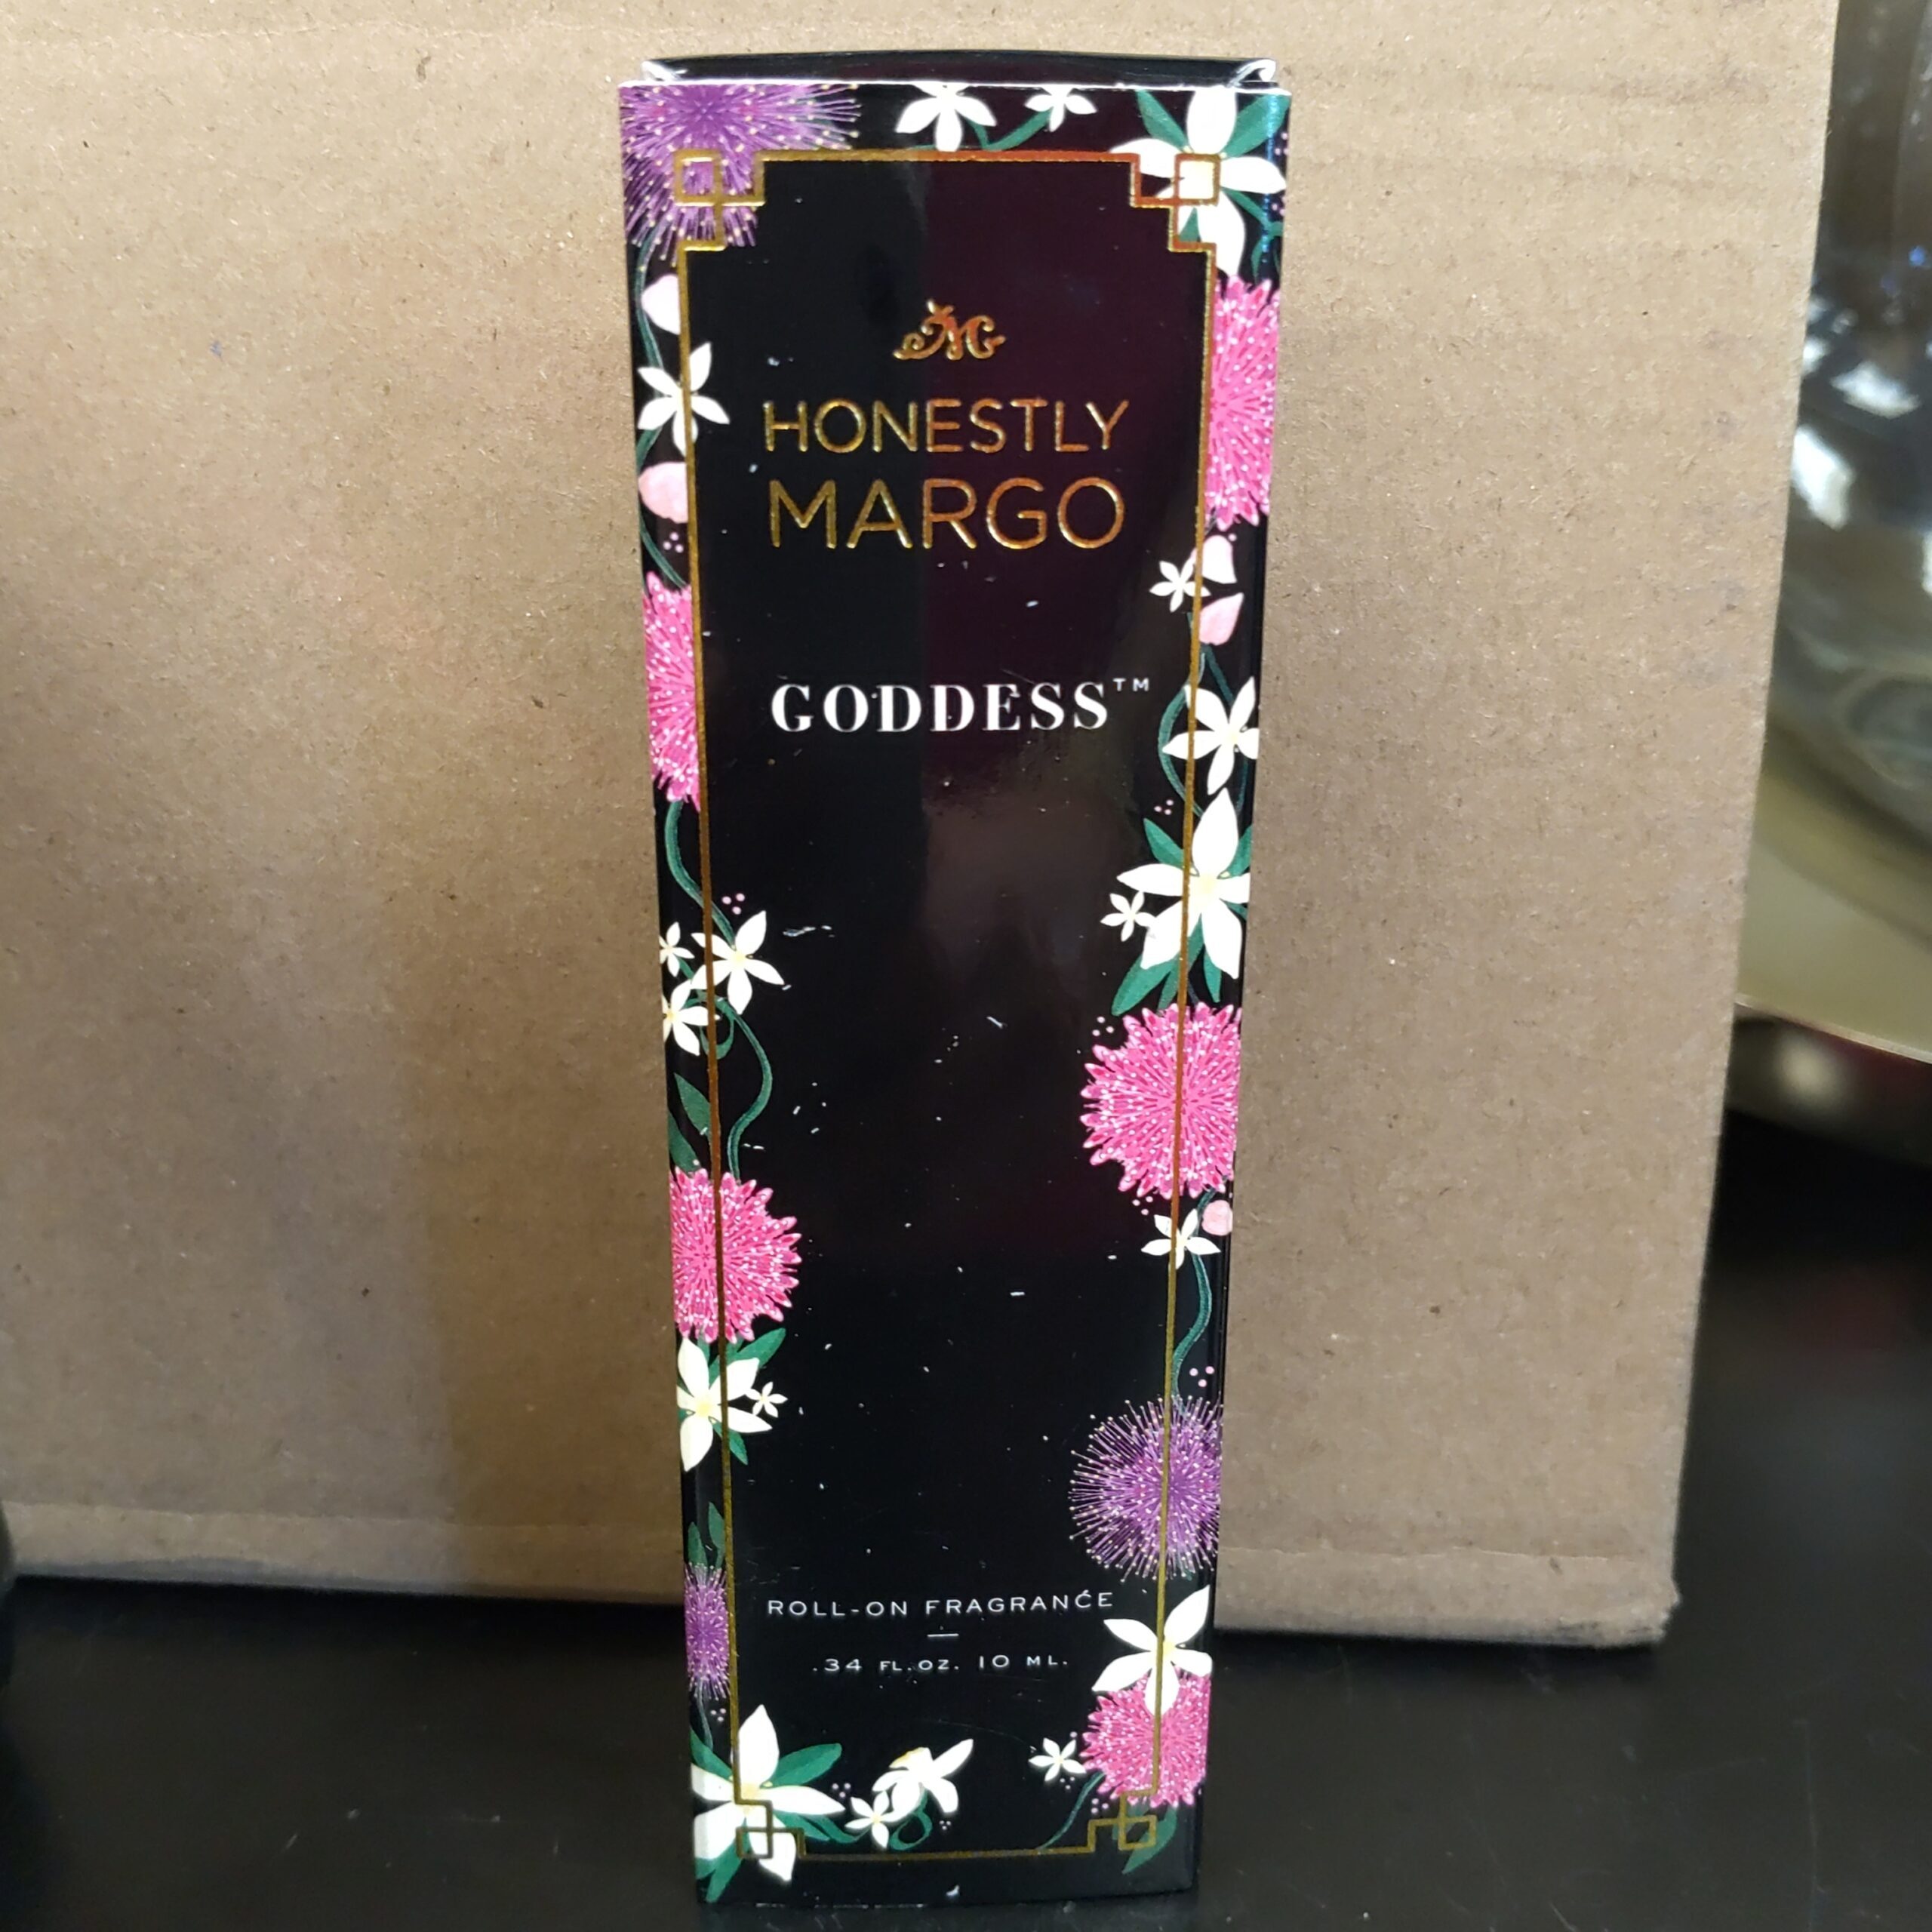 HONESTLY
MARGO
GODDESS™
ROLL-ON FRAGRANCE
.34 FL.OZ. 10 ML.